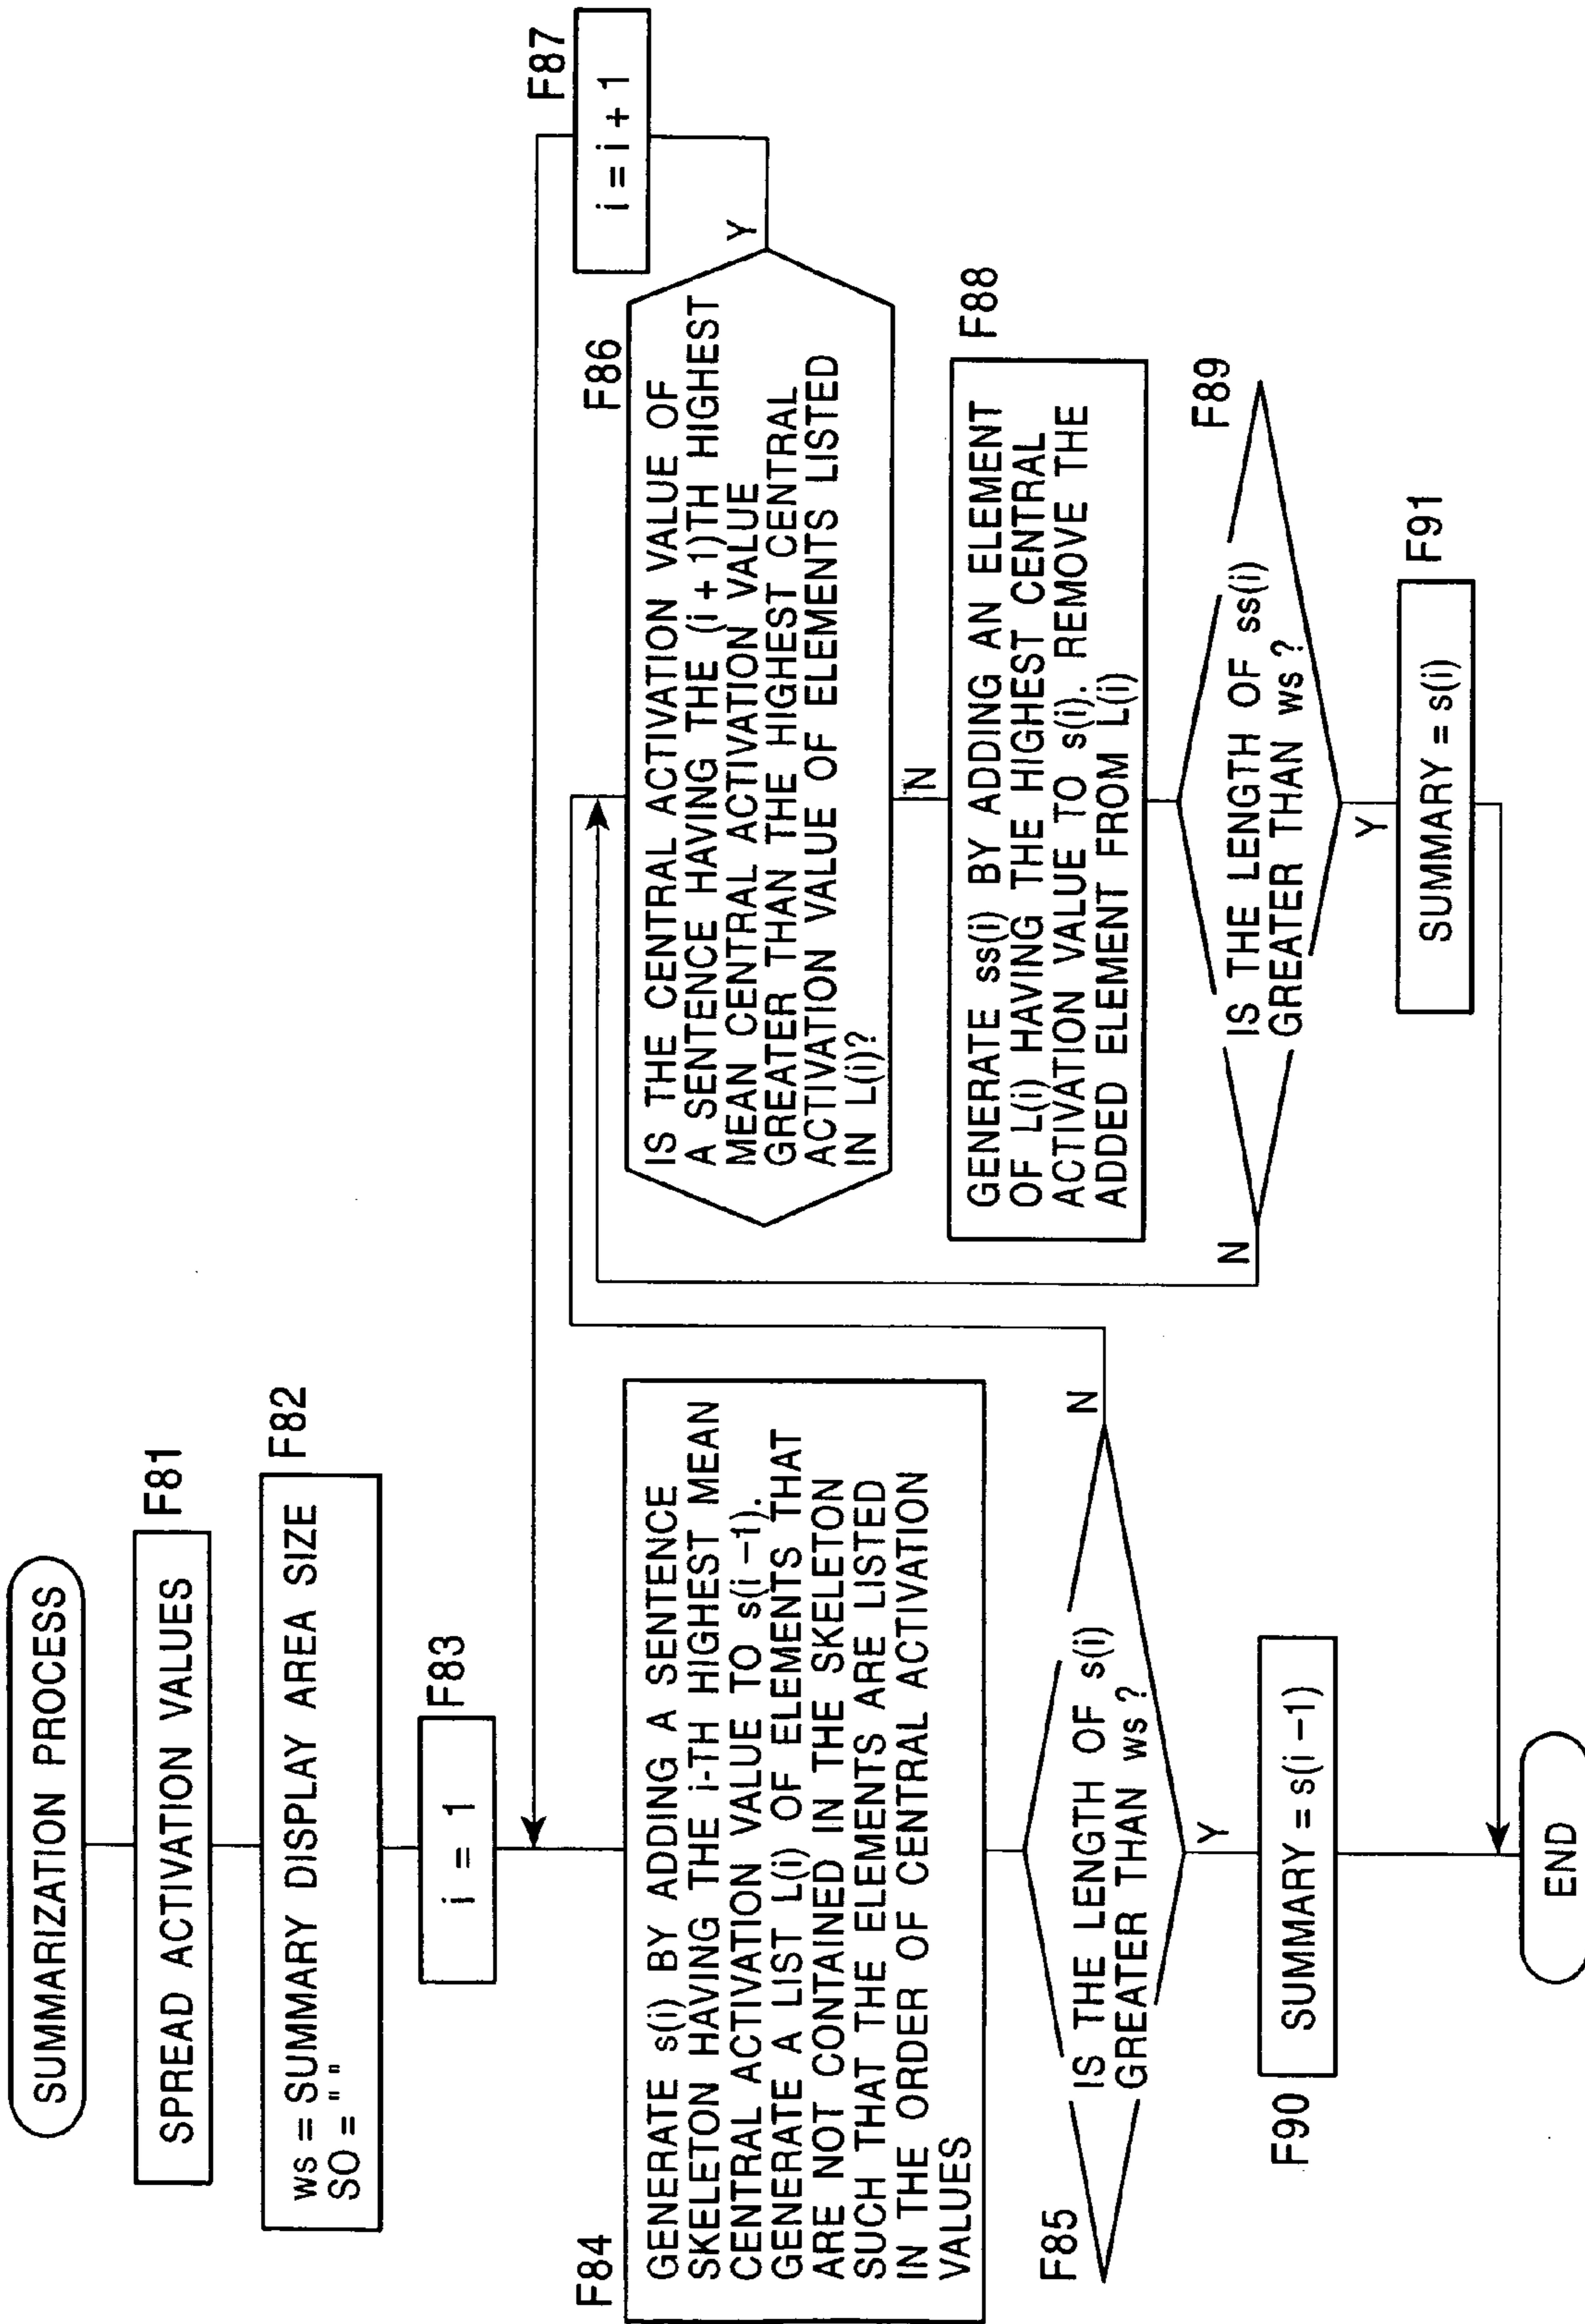 SUMMARIZATION PROCESS
SPREAD ACTIVATION VALUES
F81
ws = SUMMARY DISPLAY AREA SIZE
SO = " "
F82
i = 1
F83
F84
GENERATE s(i) BY ADDING A SENTENCE
SKELETON HAVING THE i-TH HIGHEST MEAN
CENTRAL ACTIVATION VALUE TO s(i −1).
GENERATE A LIST L(i) OF ELEMENTS THAT
ARE NOT CONTAINED IN THE SKELETON
SUCH THAT THE ELEMENTS ARE LISTED
IN THE ORDER OF CENTRAL ACTIVATION
VALUES
F85
IS THE LENGTH OF s(i)
GREATER THAN ws ?
N
Y
F90
SUMMARY = s(i −1)
END
F86
IS THE CENTRAL ACTIVATION VALUE OF
A SENTENCE HAVING THE (i + 1)TH HIGHEST
MEAN CENTRAL ACTIVATION VALUE
GREATER THAN THE HIGHEST CENTRAL
ACTIVATION VALUE OF ELEMENTS LISTED
IN L(i)?
Y
F87
i = i + 1
N
F88
GENERATE ss(i) BY ADDING AN ELEMENT
OF L(i) HAVING THE HIGHEST CENTRAL
ACTIVATION VALUE TO s(i). REMOVE THE
ADDED ELEMENT FROM L(i)
F89
IS THE LENGTH OF ss(i)
GREATER THAN ws ?
N
Y
F91
SUMMARY = s(i)